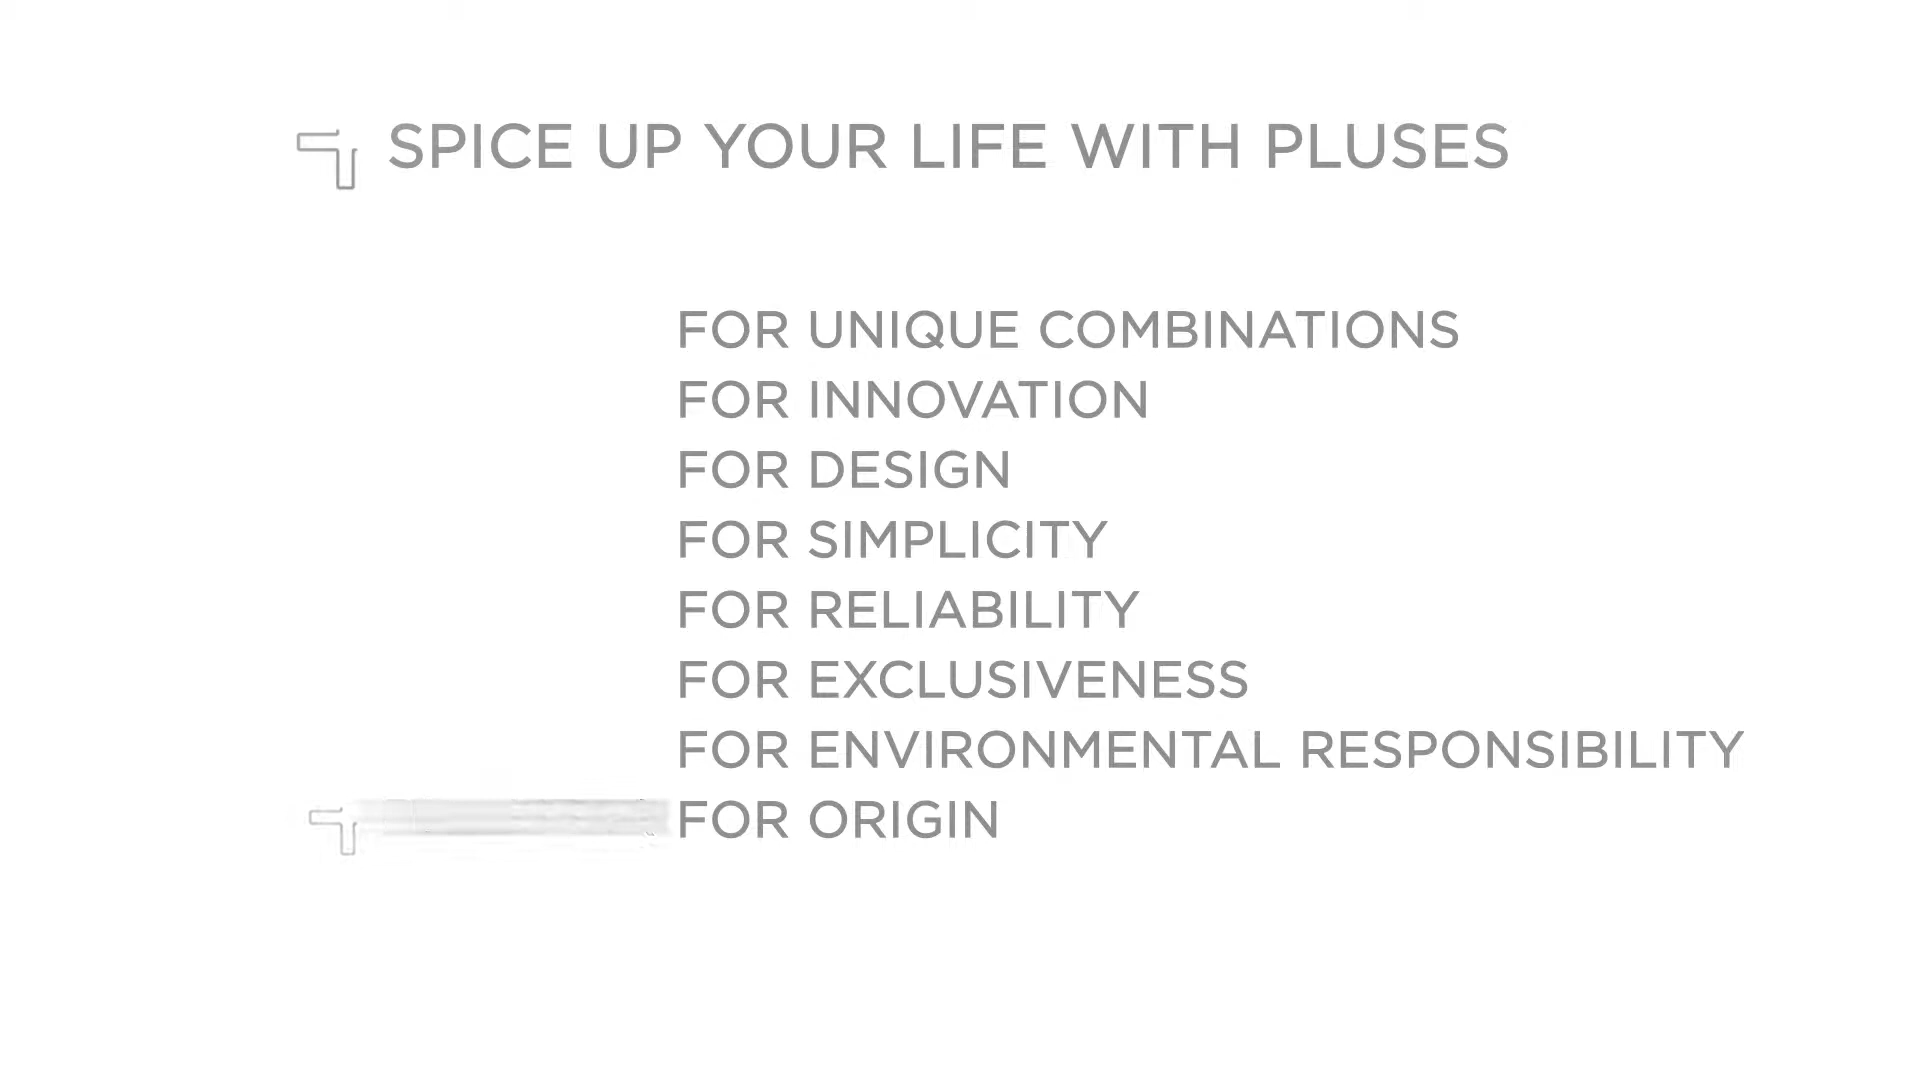 SPICE UP YOUR LIFE WITH PLUSES
FOR UNIQUE COMBINATIONS
FOR INNOVATION
FOR DESIGN
FOR SIMPLICITY
FOR RELIABILITY
FOR EXCLUSIVENESS
FOR ENVIRONMENTAL RESPONSIBILITY
FOR ORIGIN